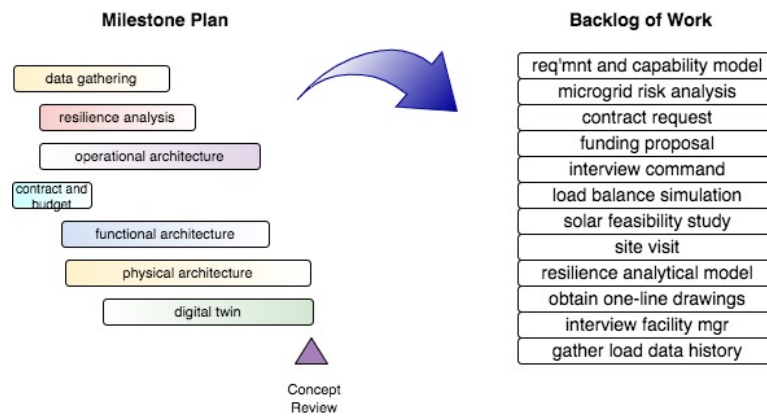 Milestone Plan
data gathering
resilience analysis
operational architecture
contract and
budget
functional architecture
physical architecture
digital twin
Concept
Review
Backlog of Work
req'mnt and capability model
microgrid risk analysis
contract request
funding proposal
interview command
load balance simulation
solar feasibility study
site visit
resilience analytical model
obtain one-line drawings
interview facility mgr
gather load data history